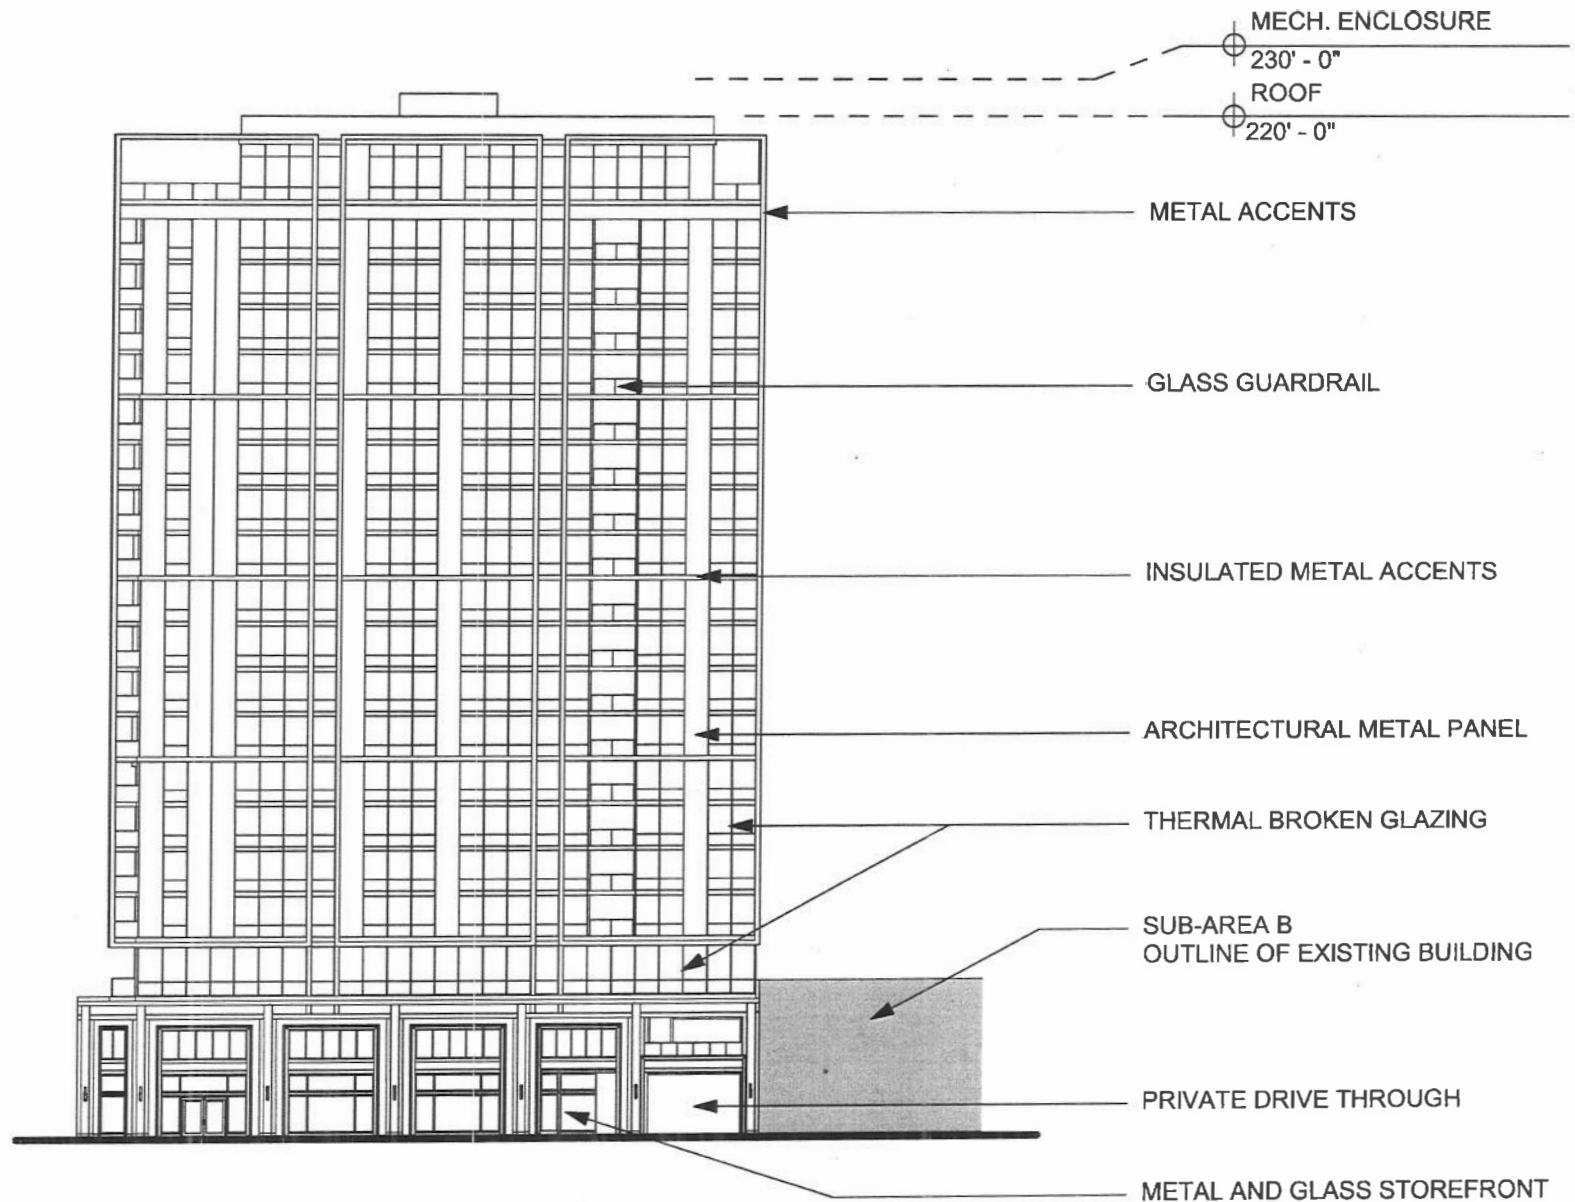 MECH. ENCLOSURE
230' - 0"
ROOF
220' - 0"
METAL ACCENTS
GLASS GUARDRAIL
INSULATED METAL ACCENTS
ARCHITECTURAL METAL PANEL
THERMAL BROKEN GLAZING
SUB-AREA B
OUTLINE OF EXISTING BUILDING
PRIVATE DRIVE THROUGH
METAL AND GLASS STOREFRONT